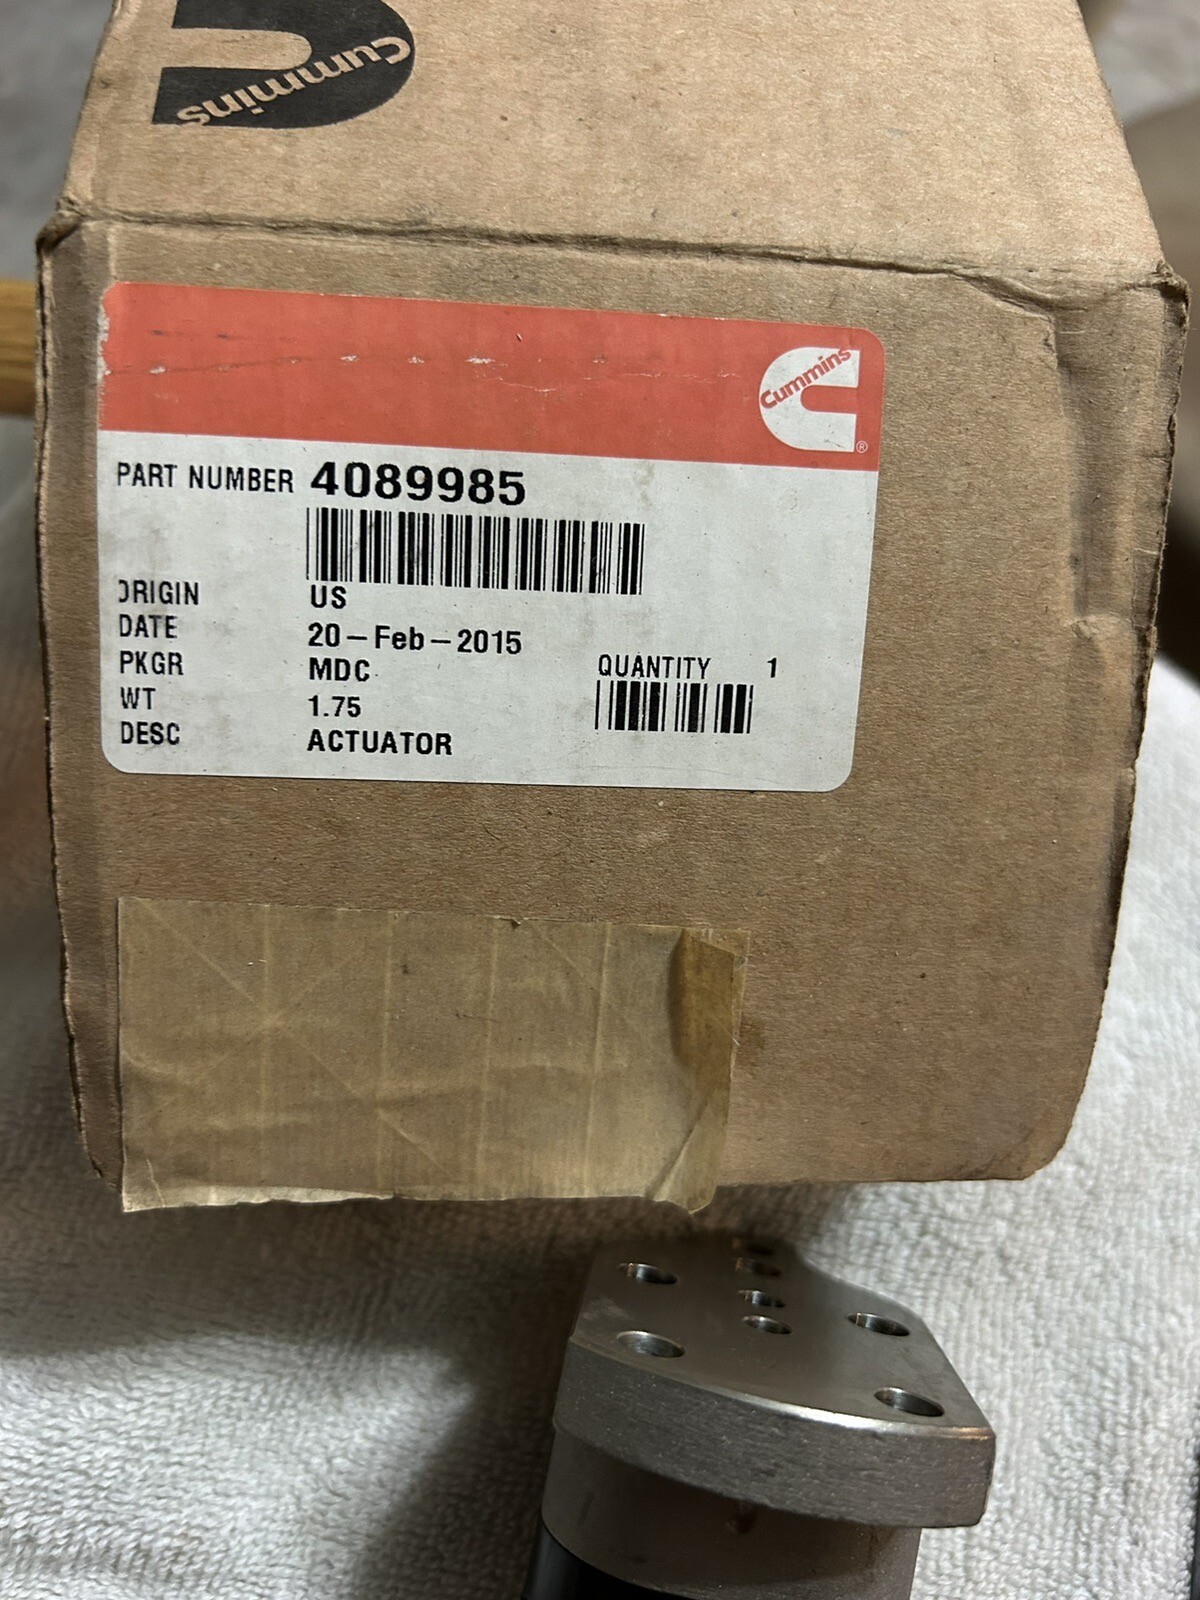 Cummins
Cummins
®
PART NUMBER 4089985
ORIGIN US
DATE 20-Feb-2015
PKGR MDC
QUANTITY 1
WT 1.75
DESC ACTUATOR